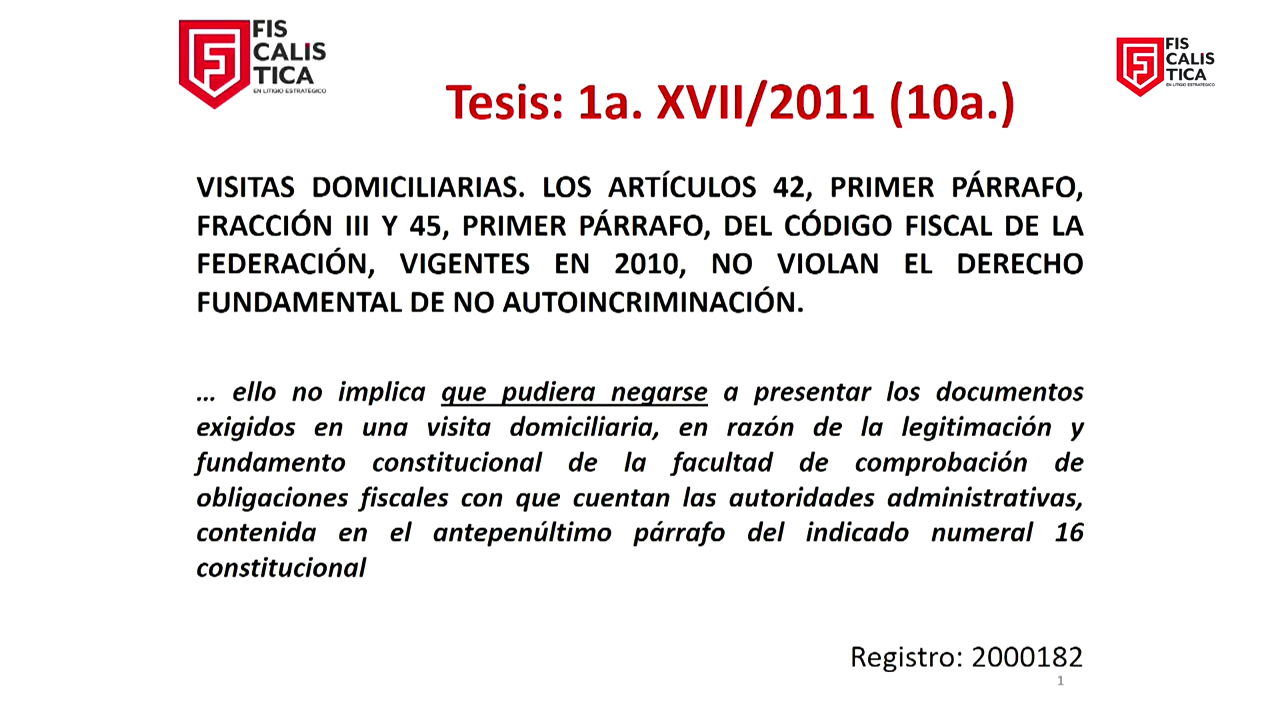 FIS
CALIS
TICA
EN LITIGIO ESTRATÉGICO
FIS
CALIS
TICA
EN LITIGIO ESTRATÉGICO
Tesis: 1a. XVII/2011 (10a.)
VISITAS DOMICILIARIAS. LOS ARTÍCULOS 42, PRIMER PÁRRAFO,
FRACCIÓN III Y 45, PRIMER PÁRRAFO, DEL CÓDIGO FISCAL DE LA
FEDERACIÓN, VIGENTES EN 2010, NO VIOLAN EL DERECHO
FUNDAMENTAL DE NO AUTOINCRIMINACIÓN.
... ello no implica que pudiera negarse a presentar los documentos
exigidos en una visita domiciliaria, en razón de la legitimación y
fundamento constitucional de la facultad de comprobación de
obligaciones fiscales con que cuentan las autoridades administrativas,
contenida en el antepenúltimo párrafo del indicado numeral 16
constitucional
Registro: 2000182
1